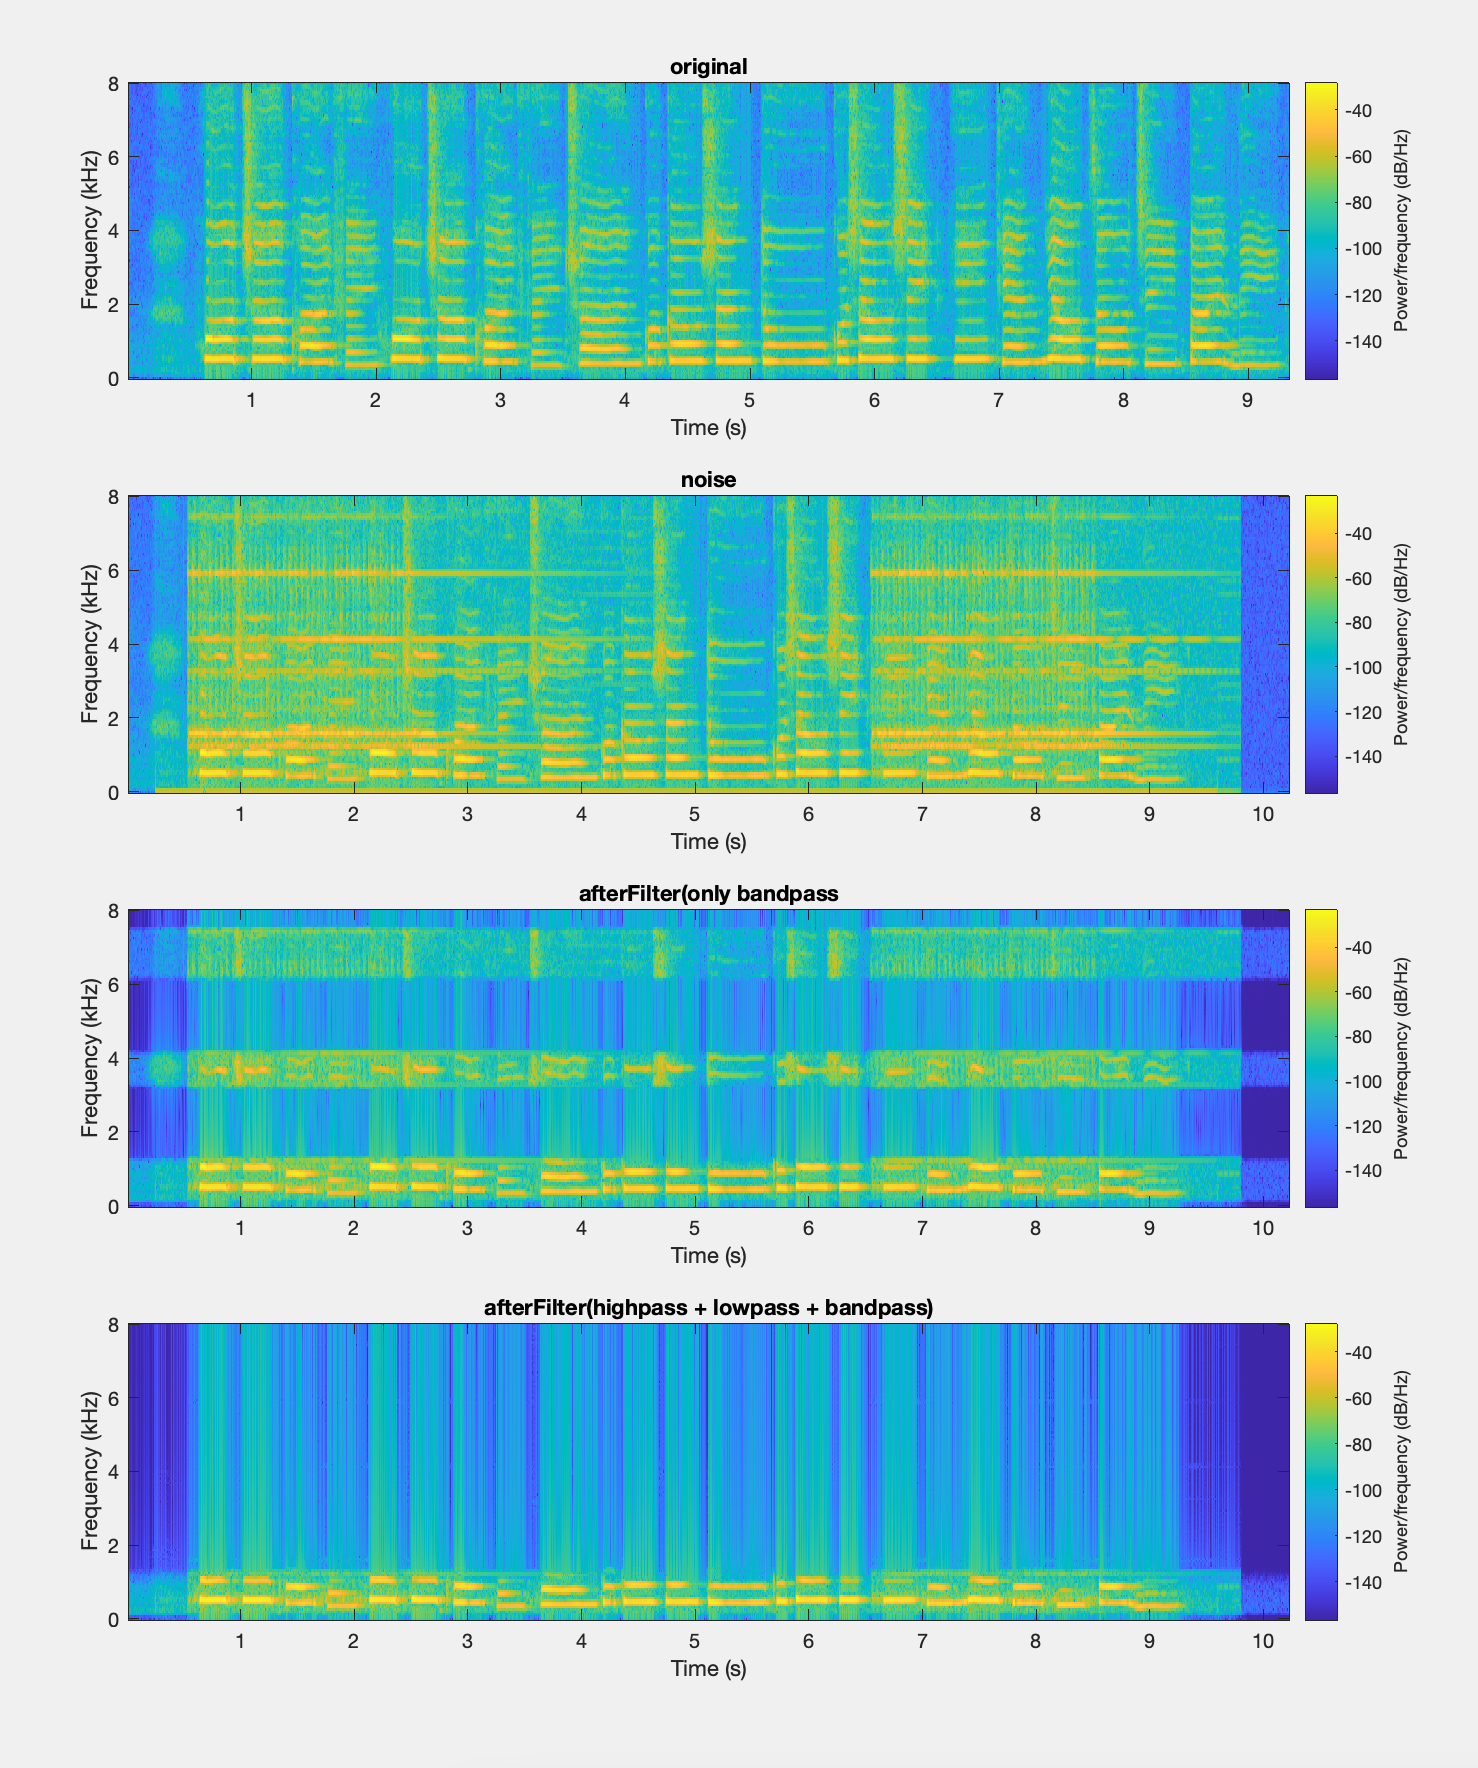 original
8
6
4
2
0
Frequency (kHz)
1 2 3 4 5 6 7 8 9
Time (s)
-40
-60
-80
-100
-120
-140
Power/frequency (dB/Hz)
noise
8
6
4
2
0
Frequency (kHz)
1 2 3 4 5 6 7 8 9 10
Time (s)
-40
-60
-80
-100
-120
-140
Power/frequency (dB/Hz)
afterFilter(only bandpass
8
6
4
2
0
Frequency (kHz)
1 2 3 4 5 6 7 8 9 10
Time (s)
-40
-60
-80
-100
-120
-140
Power/frequency (dB/Hz)
afterFilter(highpass + lowpass + bandpass)
8
6
4
2
0
Frequency (kHz)
1 2 3 4 5 6 7 8 9 10
Time (s)
-40
-60
-80
-100
-120
-140
Power/frequency (dB/Hz)